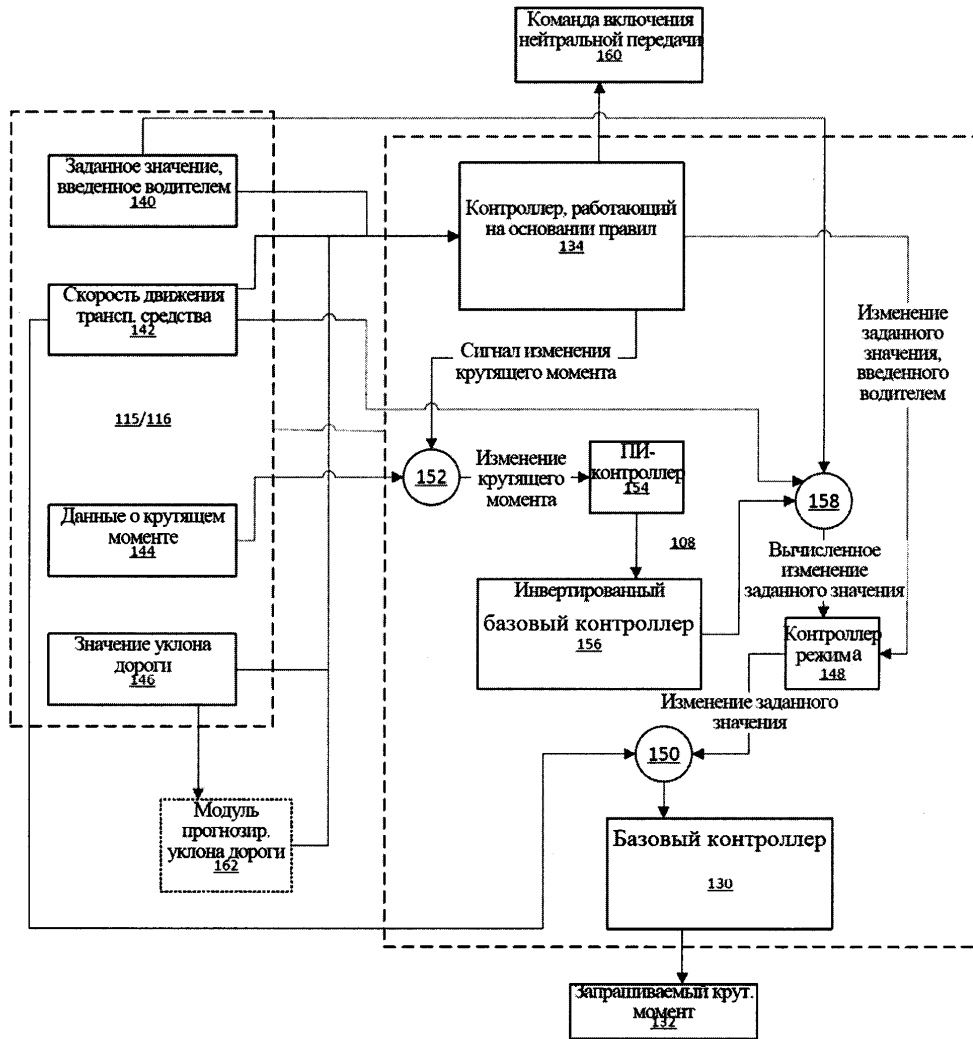 Команда включения
нейтральной передачи
160
Заданное значение,
введенное водителем
140
Контроллер, работающий
на основании правил
134
Скорость движения
трансп. средства
142
Изменение
заданного
значения,
введенного
водителем
Сигнал изменения
крутящего момента
115/116
152
Изменение
крутящего
момента
ПИ-
контроллер
154
158
Данные о крутящем
моменте
144
108
Вычисленное
изменение
заданного значения
Инвертированный
базовый контроллер
156
Контроллер
режима
148
Значение уклона
дороги
146
Изменение заданного
значения
150
Модуль
прогнозир.
уклона дороги
162
Базовый контроллер
130
Запрашиваемый крут.
момент
132